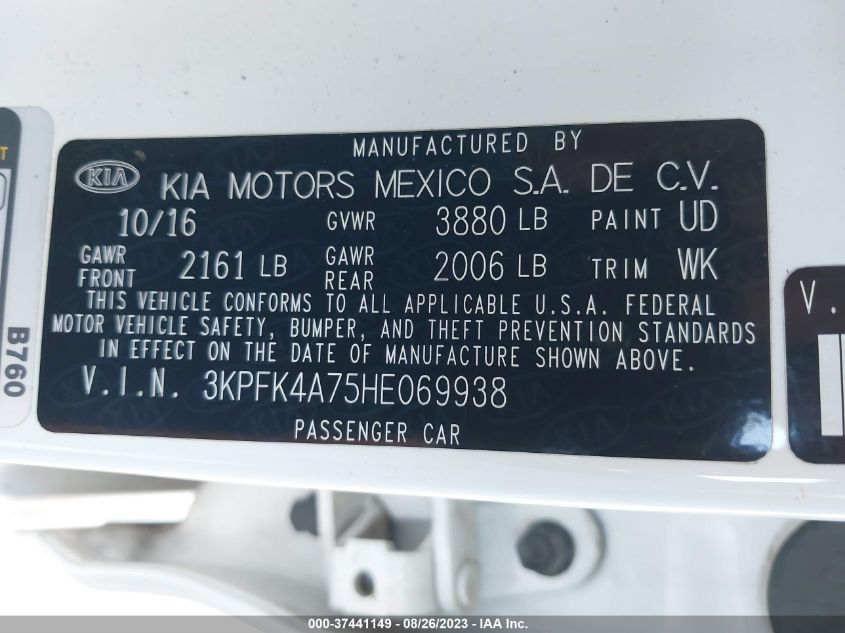 MANUFACTURED BY
KIA KIA MOTORS MEXICO S.A. DE C.V.
10/16 GVWR 3880 LB PAINT UD
GAWR FRONT 2161 LB GAWR REAR 2006 LB TRIM WK
THIS VEHICLE CONFORMS TO ALL APPLICABLE U.S.A. FEDERAL
MOTOR VEHICLE SAFETY, BUMPER, AND THEFT PREVENTION STANDARDS
IN EFFECT ON THE DATE OF MANUFACTURE SHOWN ABOVE.
V.I.N. 3KPFK4A75HE069938
PASSENGER CAR
B760
V.
000-37441149 - 08/26/2023 - IAA Inc.